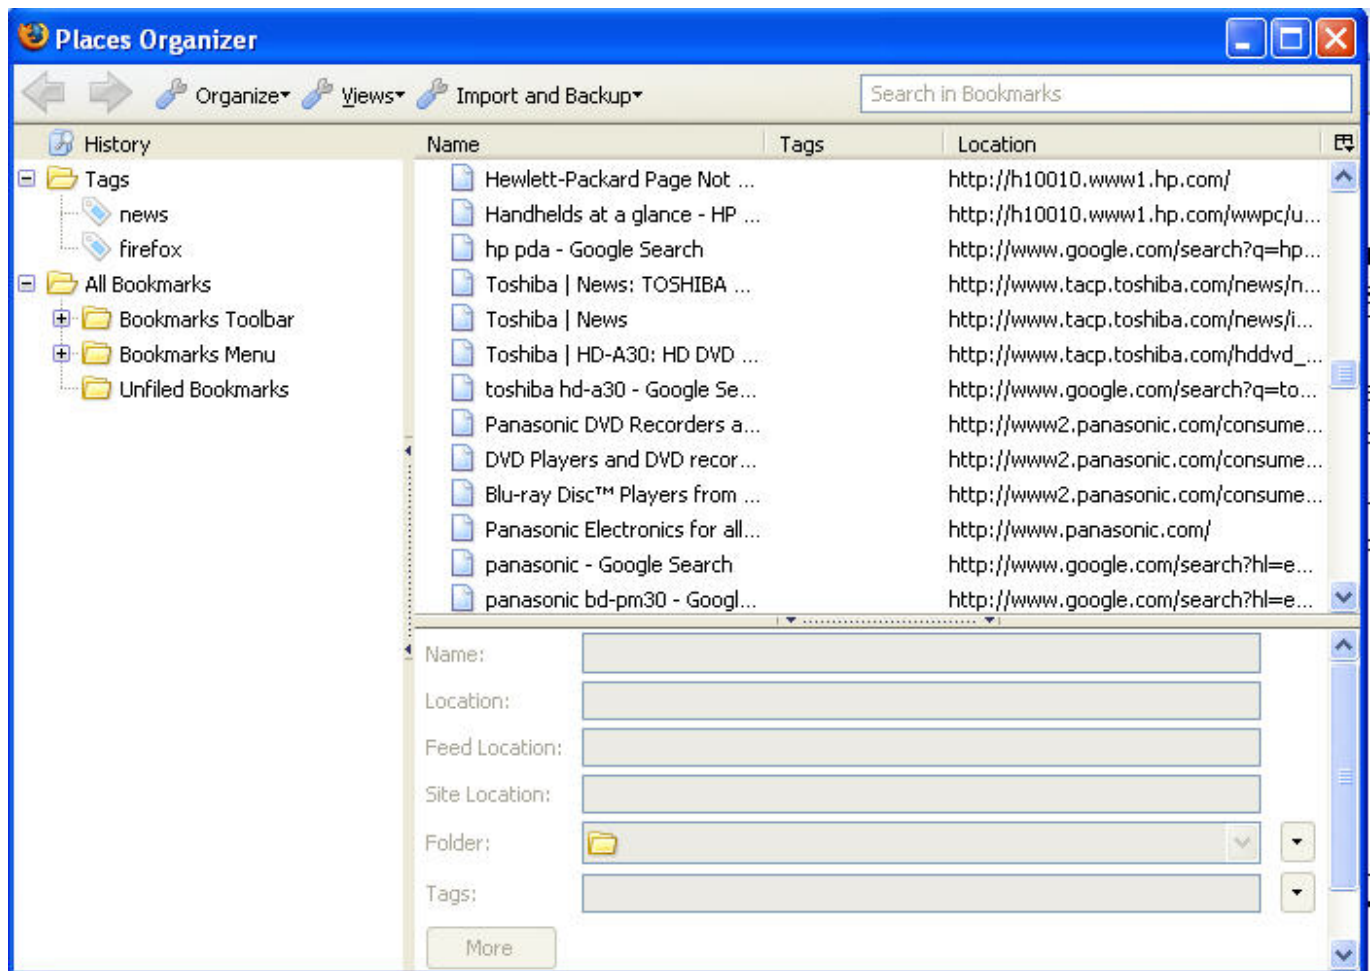 Places Organizer
Organize Views Import and Backup Search in Bookmarks
History
Tags
news
firefox
All Bookmarks
Bookmarks Toolbar
Bookmarks Menu
Unfiled Bookmarks
Name Tags Location
Hewlett-Packard Page Not ... http://h10010.www1.hp.com/
Handhelds at a glance - HP ... http://h10010.www1.hp.com/wwpc/u...
hp pda - Google Search http://www.google.com/search?q=hp...
Toshiba | News: TOSHIBA ... http://www.tacp.toshiba.com/news/n...
Toshiba | News http://www.tacp.toshiba.com/news/i...
Toshiba | HD-A30: HD DVD ... http://www.tacp.toshiba.com/hddvd_...
toshiba hd-a30 - Google Se... http://www.google.com/search?q=to...
Panasonic DVD Recorders a... http://www2.panasonic.com/consume...
DVD Players and DVD recor... http://www2.panasonic.com/consume...
Blu-ray Disc™ Players from ... http://www2.panasonic.com/consume...
Panasonic Electronics for all... http://www.panasonic.com/
panasonic - Google Search http://www.google.com/search?hl=e...
panasonic bd-pm30 - Googl... http://www.google.com/search?hl=e...
Name:
Location:
Feed Location:
Site Location:
Folder:
Tags:
More